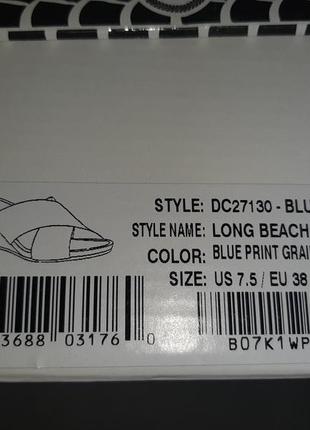 STYLE: DC27130 - BLU
STYLE NAME: LONG BEACH
COLOR: BLUE PRINT GRAI
SIZE: US 7.5 / EU 38
3688 03176 0
B07K1WP